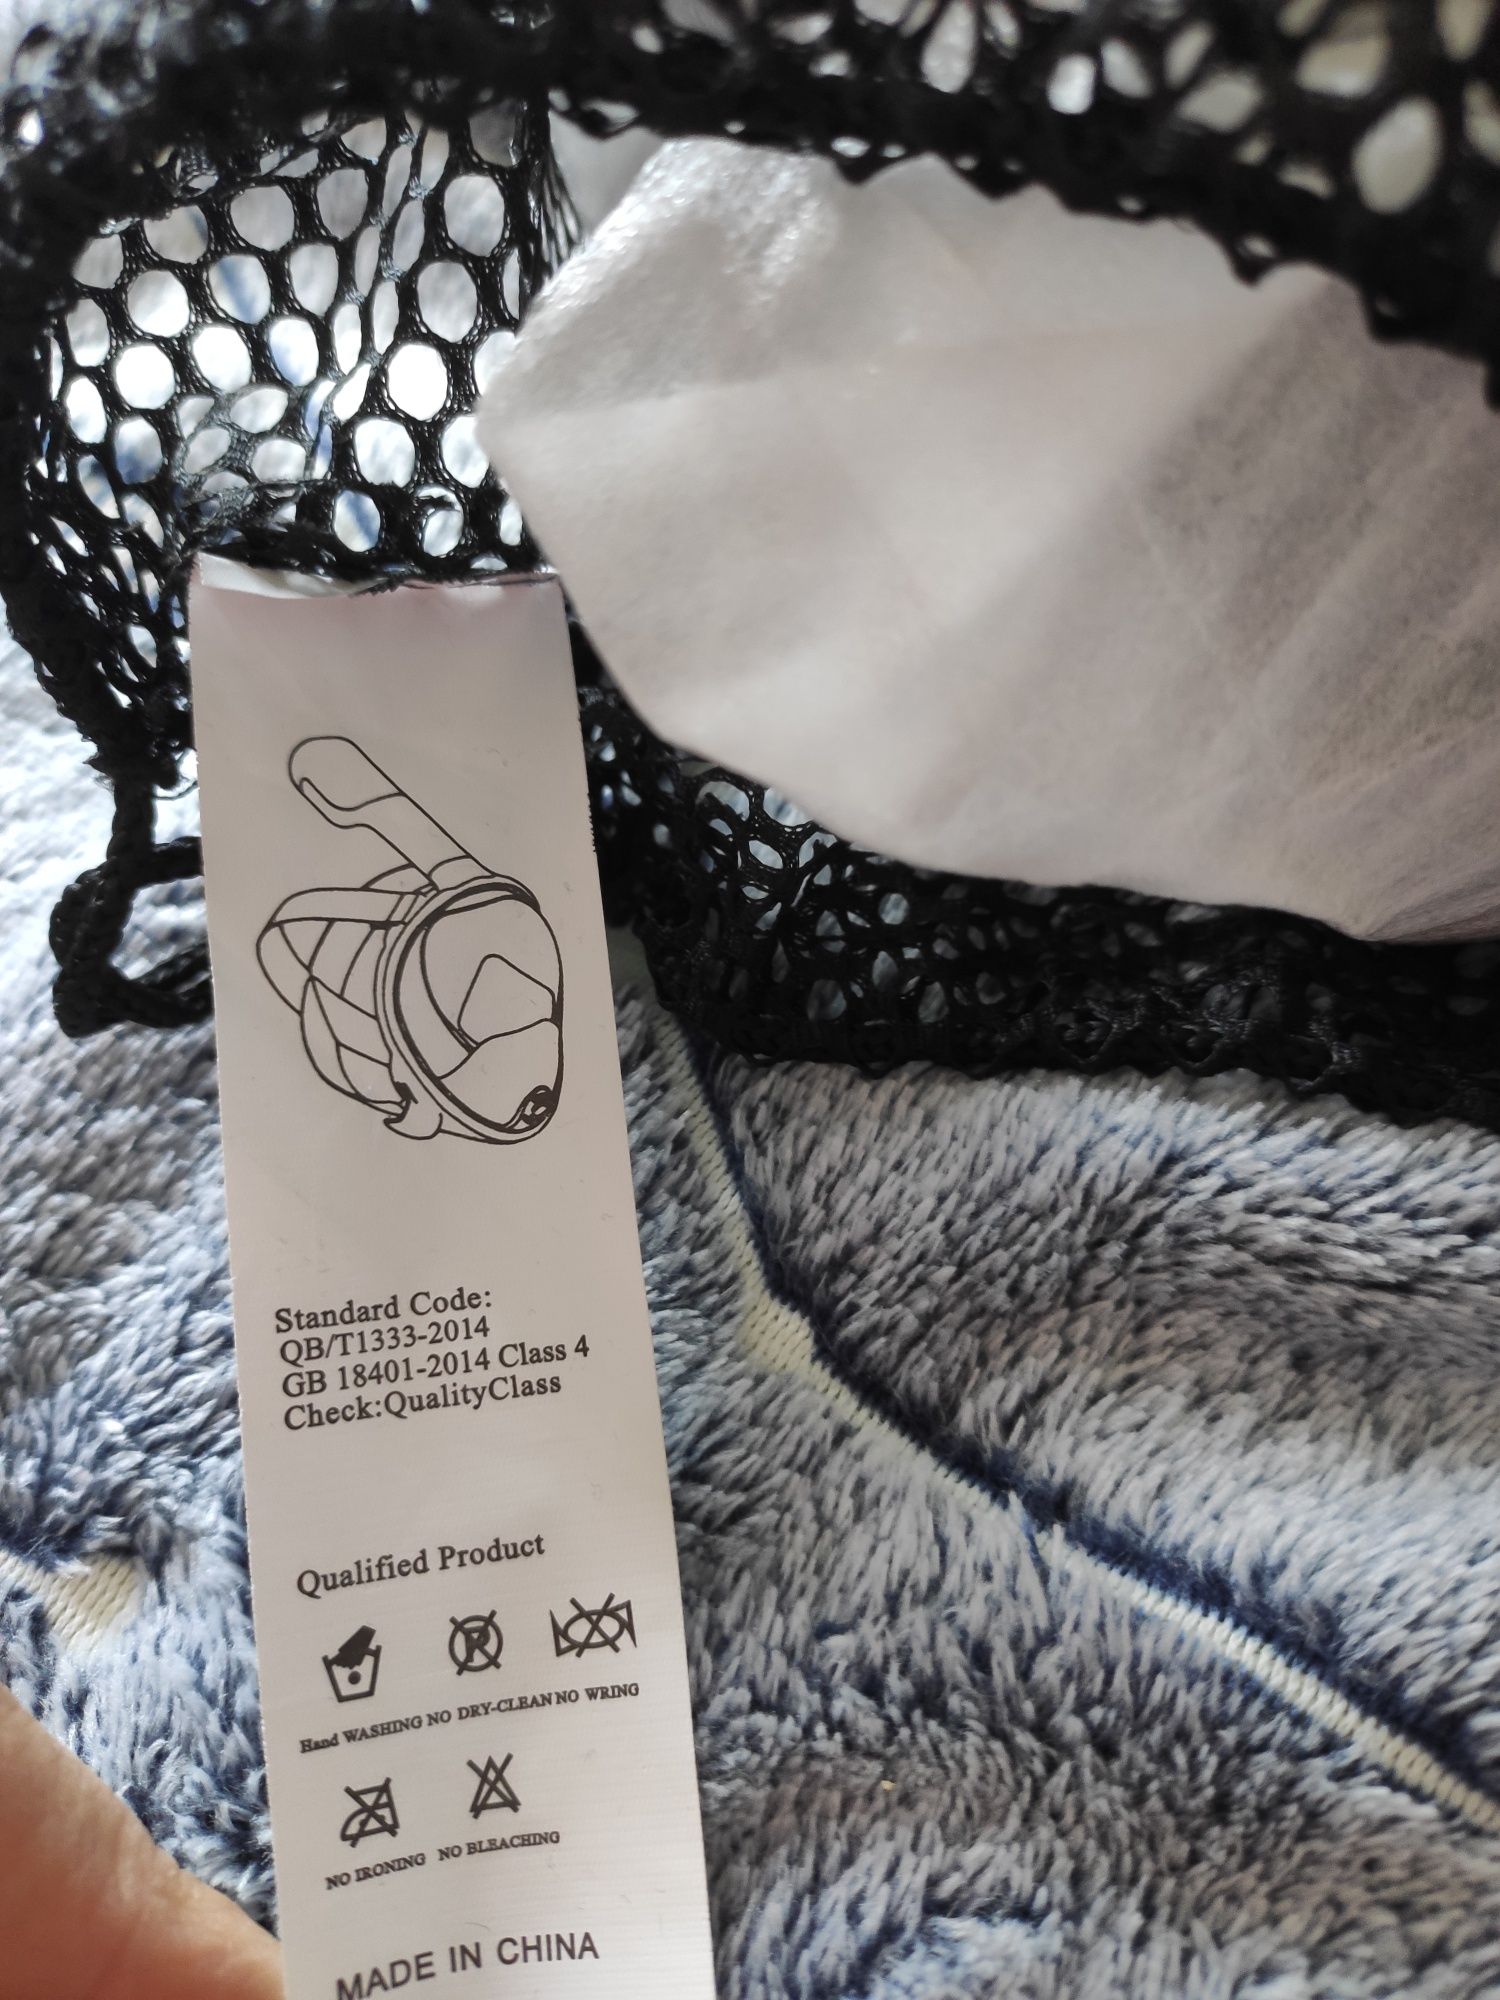 Standard Code:
QB/T1333-2014
GB 18401-2014 Class 4
Check:QualityClass
Qualified Product
Hand WASHING NO DRY-CLEAN NO WRING
NO IRONING NO BLEACHING
MADE IN CHINA